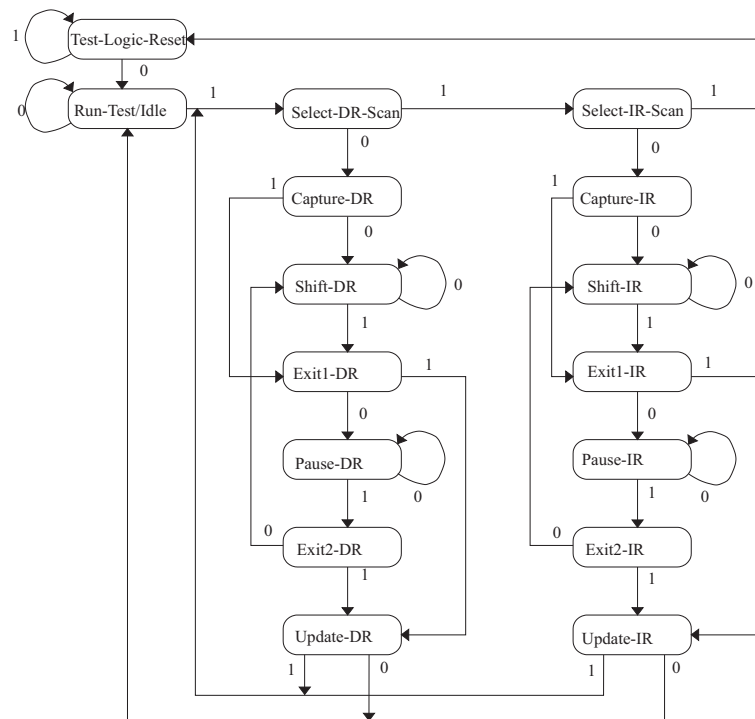 1
Test-Logic-Reset
0
0
Run-Test/Idle
1
Select-DR-Scan
1
Select-IR-Scan
1
0
0
1
Capture-DR
1
Capture-IR
0
0
Shift-DR
0
Shift-IR
0
1
1
Exit1-DR
1
Exit1-IR
1
0
0
Pause-DR
0
Pause-IR
0
1
1
0
Exit2-DR
0
Exit2-IR
1
1
Update-DR
Update-IR
1
0
1
0